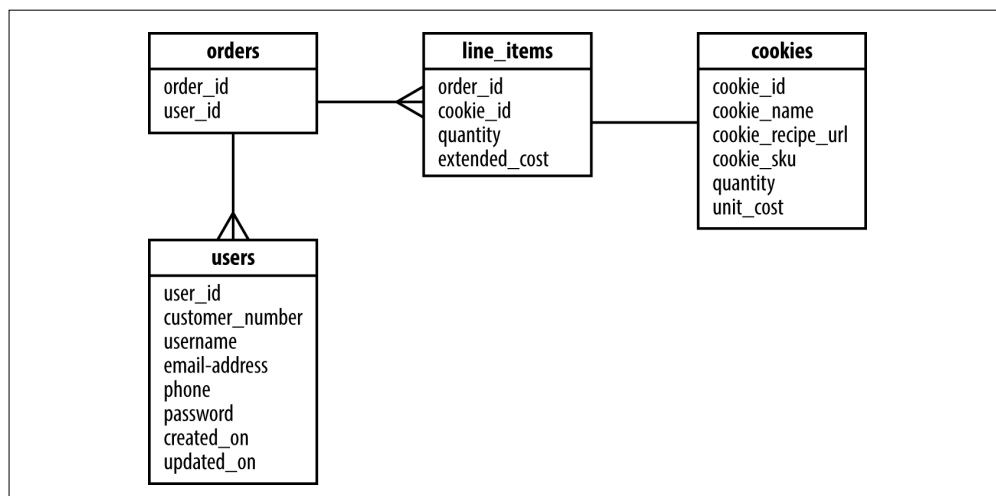 orders
order_id
user_id
line_items
order_id
cookie_id
quantity
extended_cost
cookies
cookie_id
cookie_name
cookie_recipe_url
cookie_sku
quantity
unit_cost
users
user_id
customer_number
username
email-address
phone
password
created_on
updated_on